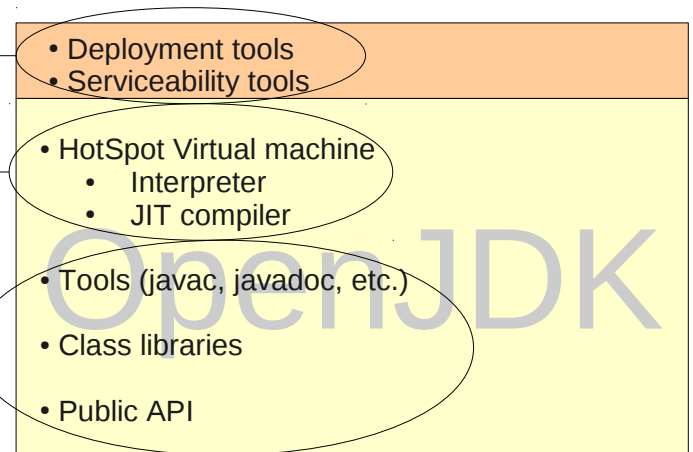 • Deployment tools
• Serviceability tools
• HotSpot Virtual machine
• Interpreter
• JIT compiler
OpenJDK
• Tools (javac, javadoc, etc.)
• Class libraries
• Public API